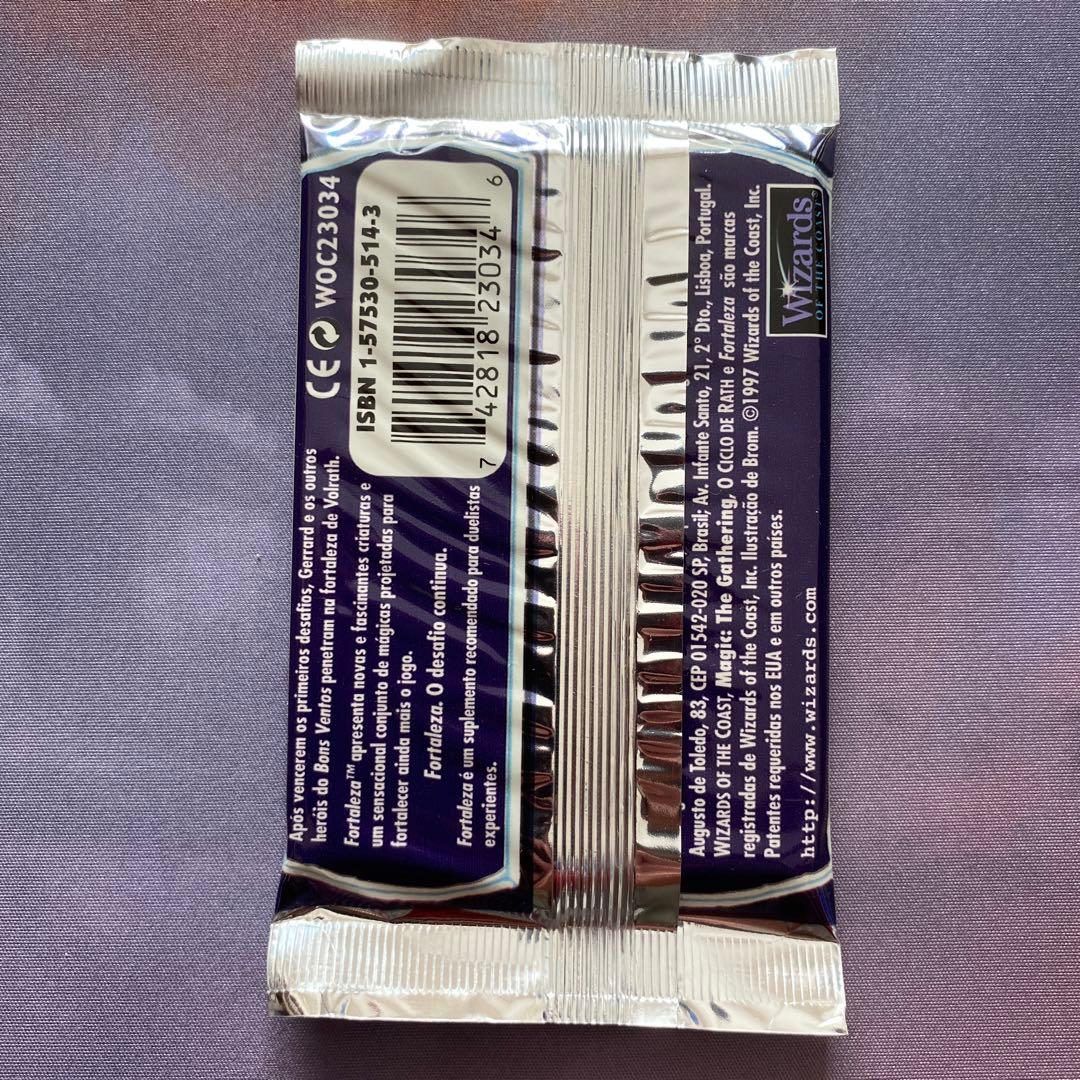 Após vencerem os primeiros desafios, Gerrard e os outros
heróis do Bons Ventos penetram na fortaleza de Volrath.
Fortaleza™ apresenta novas e fascinantes criaturas e
um sensacional conjunto de mágicas projetadas para
fortalecer ainda mais o jogo.
Fortaleza. O desafio continua.
Fortaleza é um suplemento recomendado para duelistas
experientes.
CE WOC23034
ISBN 1-57530-514-3
7 42818 23034 6
Augusto de Toledo, 83, CEP 01542-020 SP, Brasil; Av. Infante Santo, 21, 2° Dto., Lisboa, Portugal.
WIZARDS OF THE COAST, Magic: The Gathering, O CICLO DE RATH e Fortaleza são marcas
registradas de Wizards of the Coast, Inc. Ilustração de Brom. ©1997 Wizards of the Coast, Inc.
Patentes requeridas nos EUA e em outros países.
http://www.wizards.com
Wizards
OF THE COAST®